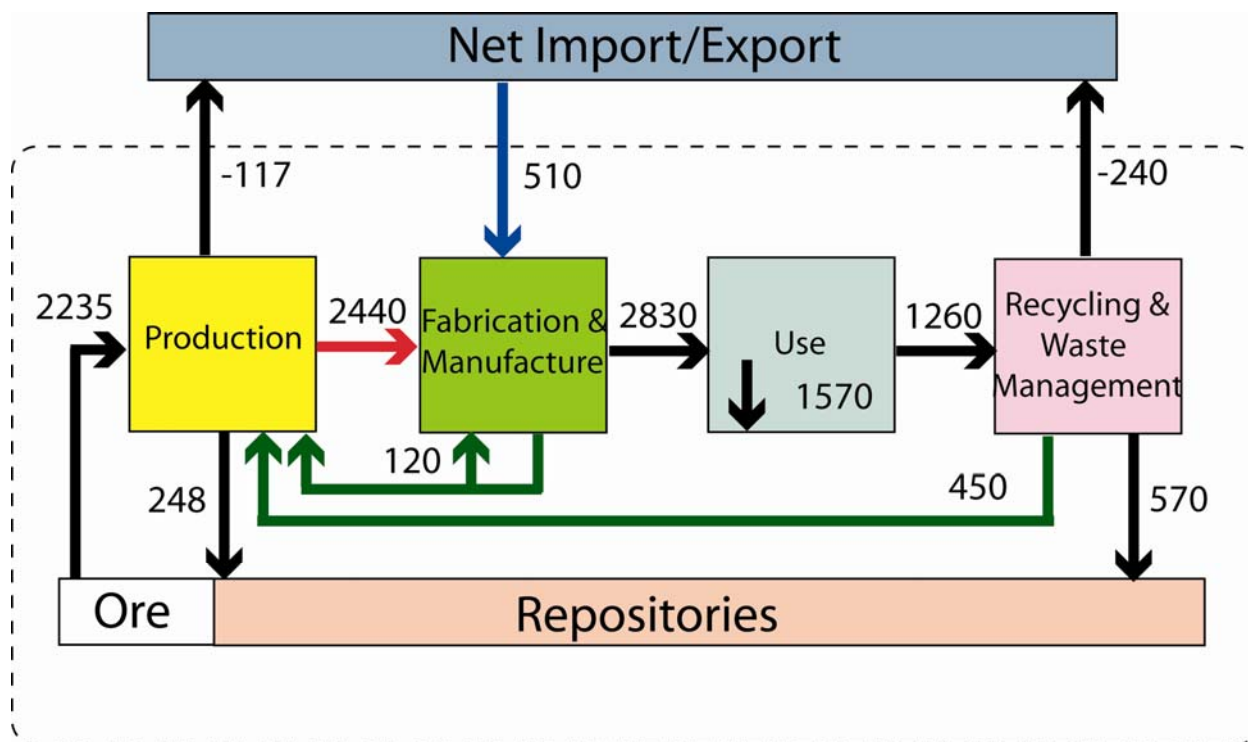 Net Import/Export
-117
510
-240
2235
Production
2440
Fabrication &
Manufacture
2830
Use
1570
1260
Recycling &
Waste
Management
248
120
450
570
Ore
Repositories